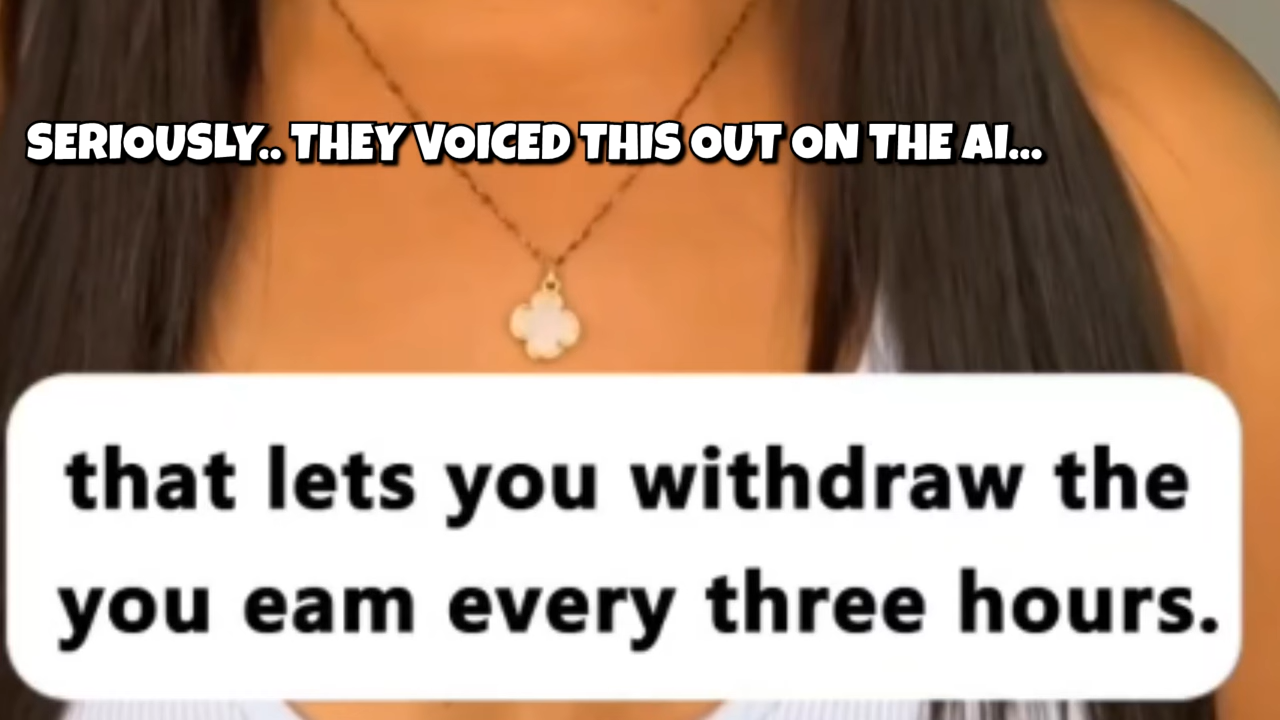 SERIOUSLY.. THEY VOICED THIS OUT ON THE AI...
that lets you withdraw the
you eam every three hours.